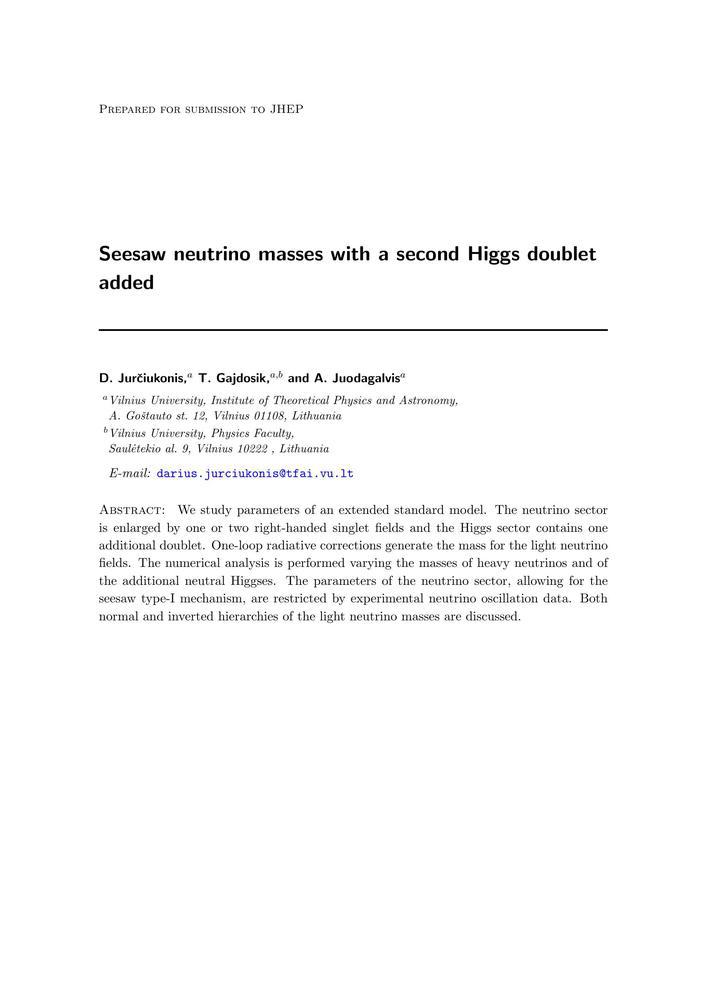 PREPARED FOR SUBMISSION TO JHEP
Seesaw neutrino masses with a second Higgs doublet
added
D. Jurčiukonis,a T. Gajdosik,a,b and A. Juodagalvisa
a Vilnius University, Institute of Theoretical Physics and Astronomy,
A. Goštauto st. 12, Vilnius 01108, Lithuania
b Vilnius University, Physics Faculty,
Saulėtekio al. 9, Vilnius 10222 , Lithuania
E-mail: darius.jurciukonis@tfai.vu.lt
ABSTRACT: We study parameters of an extended standard model. The neutrino sector
is enlarged by one or two right-handed singlet fields and the Higgs sector contains one
additional doublet. One-loop radiative corrections generate the mass for the light neutrino
fields. The numerical analysis is performed varying the masses of heavy neutrinos and of
the additional neutral Higgses. The parameters of the neutrino sector, allowing for the
seesaw type-I mechanism, are restricted by experimental neutrino oscillation data. Both
normal and inverted hierarchies of the light neutrino masses are discussed.